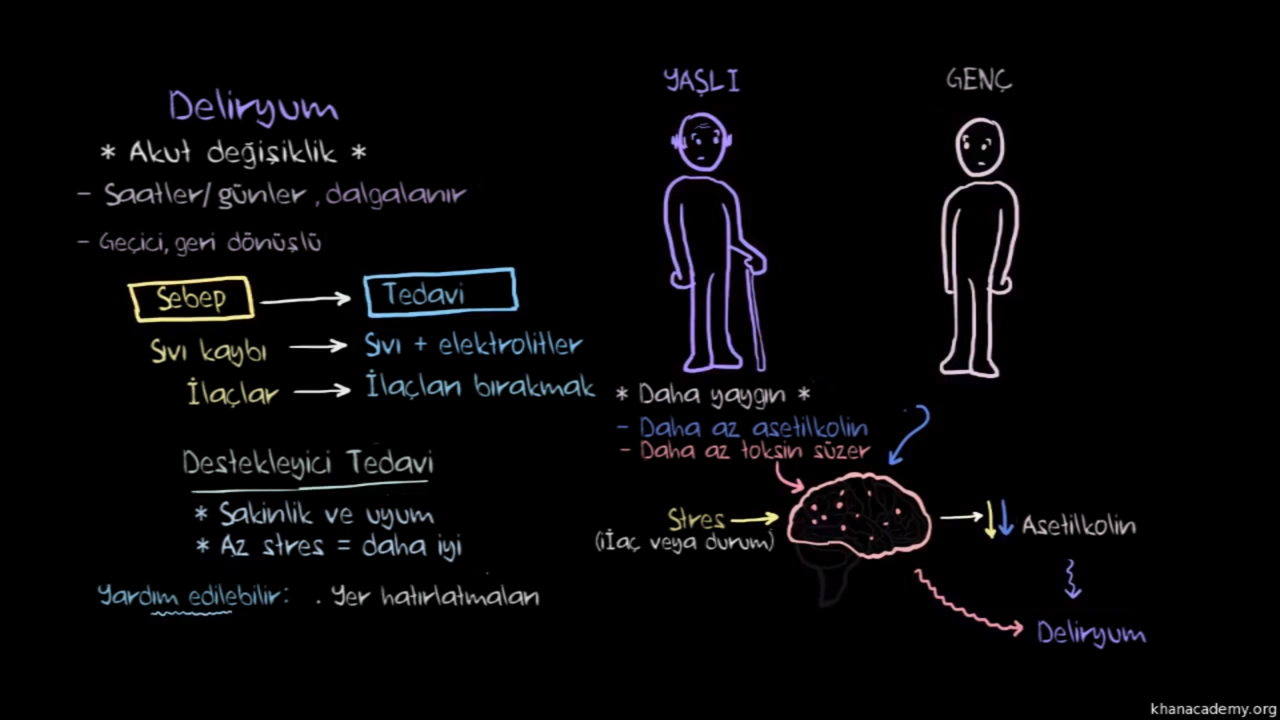 Deliryum
* Akut değişiklik *
- Saatler/günler, dalgalanır
- Geçici, geri dönüşlü
Sebep
Tedavi
Sıvı kaybı
Sıvı + elektrolitler
İlaçlar
İlaçları bırakmak
Destekleyici Tedavi
* Sakinlik ve uyum
* Az stres = daha iyi
Yardım edilebilir: . Yer hatırlatmaları
YAŞLI
GENÇ
* Daha yaygın *
- Daha az asetilkolin
- Daha az toksin süzer
Stres
(İlaç veya durum)
Asetilkolin
Deliryum
khanacademy.org